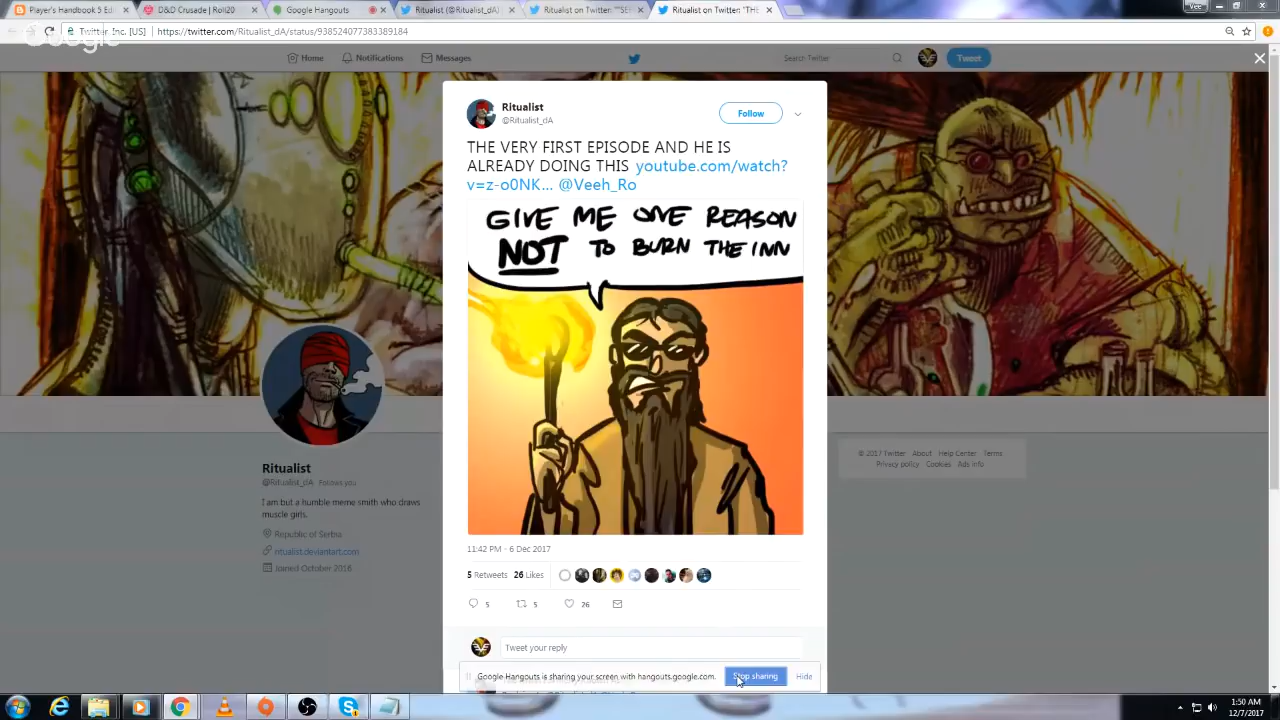 Player's Handbook 5 Edi
D&D Crusade | Roll20
Google Hangouts
Ritualist (@Ritualist_dA)
Ritualist on Twitter: "SE
Ritualist on Twitter: "THE
Vee
Twitter, Inc. [US]
https://twitter.com/Ritualist_dA/status/938524077383389184
Google
Home
Notifications
Messages
Search Twitter
Tweet
Ritualist
@Ritualist_dA
Follow
THE VERY FIRST EPISODE AND HE IS
ALREADY DOING THIS youtube.com/watch?
v=z-o0NK… @Veeh_Ro
GIVE ME ONE REASON
NOT TO BURN THE INN
11:42 PM - 6 Dec 2017
5 Retweets 26 Likes
5
5
26
Tweet your reply
Ritualist
@Ritualist_dA Follows you
I am but a humble meme smith who draws
muscle girls.
Republic of Serbia
ritualist.deviantart.com
Joined October 2016
© 2017 Twitter About Help Center Terms
Privacy policy Cookies Ads info
Google Hangouts is sharing your screen with hangouts.google.com.
Stop sharing
Hide
1:50 AM
12/7/2017